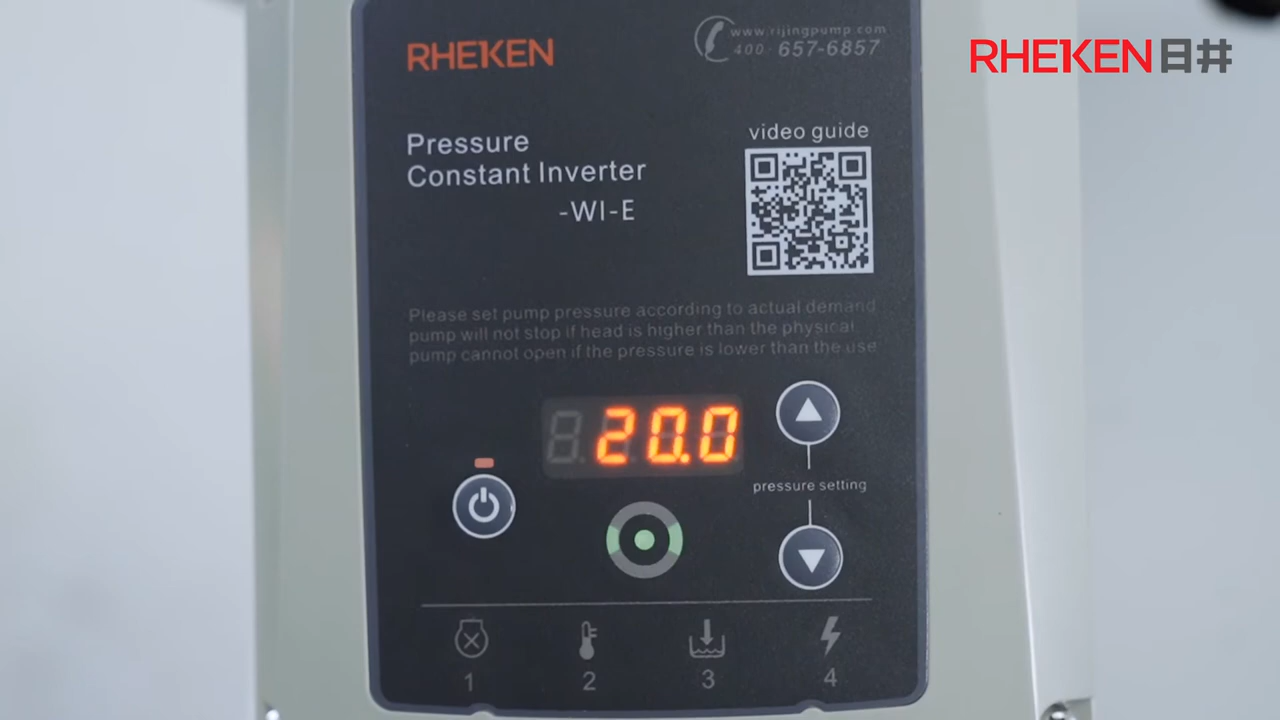 RHEKEN
www.rijingpump.com
400-657-6857
RHEKEN日井
Pressure
Constant Inverter
-WI-E
video guide
Please set pump pressure according to actual demand
pump will not stop if head is higher than the physical
pump cannot open if the pressure is lower than the use
20.0
pressure setting
1 2 3 4